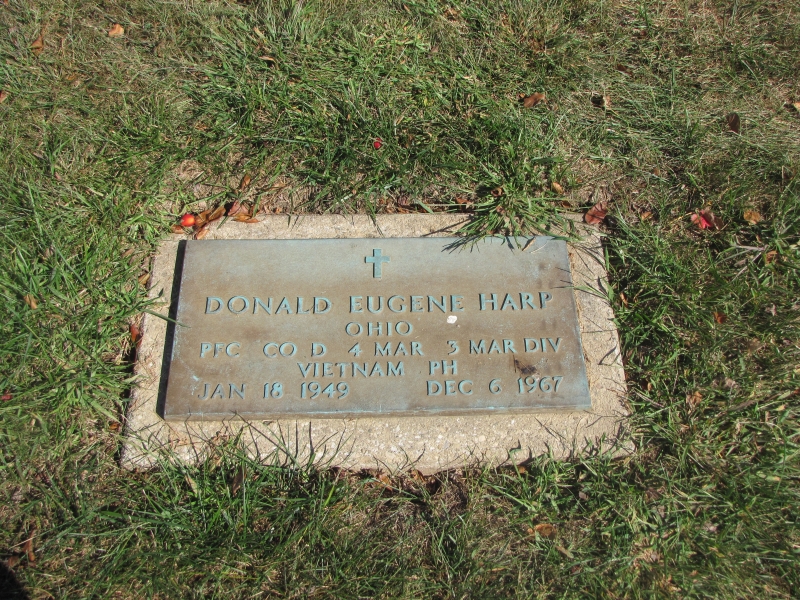 DONALD EUGENE HARP
OHIO
PFC CO D 4 MAR 3 MAR DIV
VIETNAM PH
JAN 18 1949 DEC 6 1967